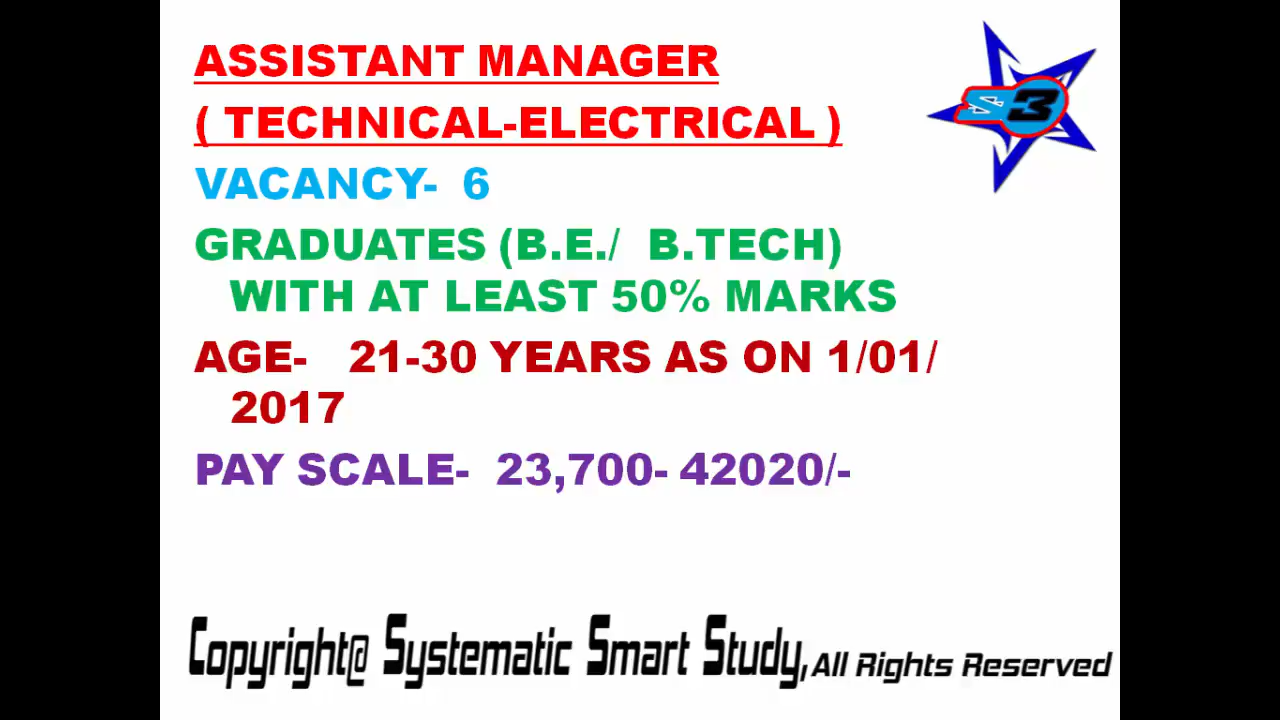 ASSISTANT MANAGER
( TECHNICAL-ELECTRICAL )
VACANCY- 6
GRADUATES (B.E./ B.TECH)
WITH AT LEAST 50% MARKS
AGE- 21-30 YEARS AS ON 1/01/
2017
PAY SCALE- 23,700- 42020/-
S3
Copyright@ Systematic Smart Study, All Rights Reserved